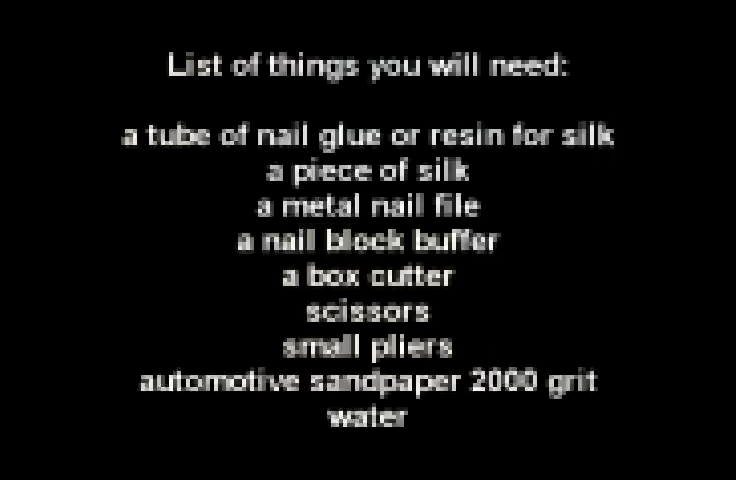 List of things you will need:
a tube of nail glue or resin for silk
a piece of silk
a metal nail file
a nail block buffer
a box cutter
scissors
small pliers
automotive sandpaper 2000 grit
water